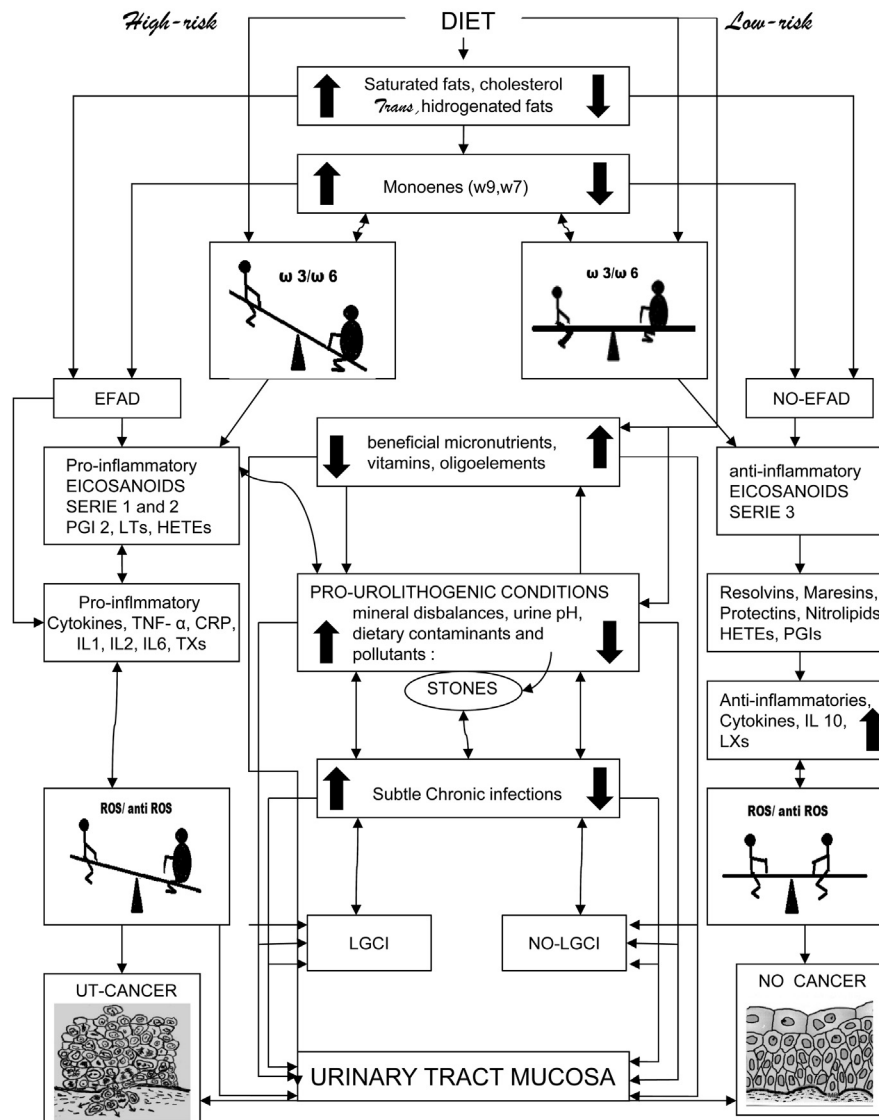 High-risk
DIET
Low-risk
Saturated fats, cholesterol
Trans, hidrogenated fats
Monoenes (w9,w7)
ω 3/ω 6
ω 3/ω 6
EFAD
NO-EFAD
beneficial micronutrients,
vitamins, oligoelements
Pro-inflammatory
EICOSANOIDS
SERIE 1 and 2
PGI 2, LTs, HETEs
anti-inflammatory
EICOSANOIDS
SERIE 3
PRO-UROLITHOGENIC CONDITIONS
mineral disbalances, urine pH,
dietary contaminants and
pollutants :
Pro-inflmmatory
Cytokines, TNF- α, CRP,
IL1, IL2, IL6, TXs
Resolvins, Maresins,
Protectins, Nitrolipids
HETEs, PGIs
STONES
Anti-inflammatories,
Cytokines, IL 10,
LXs
Subtle Chronic infections
ROS/ anti ROS
ROS/ anti ROS
LGCI
NO-LGCI
UT-CANCER
NO CANCER
URINARY TRACT MUCOSA